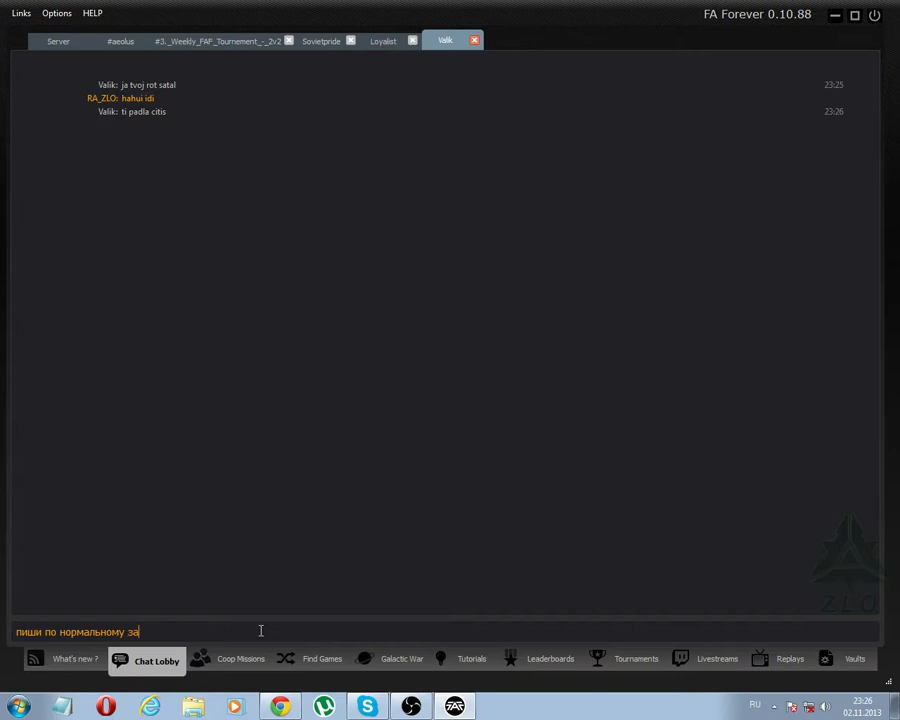 Links Options HELP FA Forever 0.10.88
Server #aeolus #3._Weekly_FAF_Tournement_-_2v2 Sovietpride Loyalist Valik
Valik: ja tvoj rot satal 23:25
RA_ZLO: hahui idi
Valik: ti padla citis 23:26
ZLO
пиши по нормальному за
What's new ? Chat Lobby Coop Missions Find Games Galactic War Tutorials Leaderboards Tournaments Livestreams Replays Vaults
RU 23:26
02.11.2013